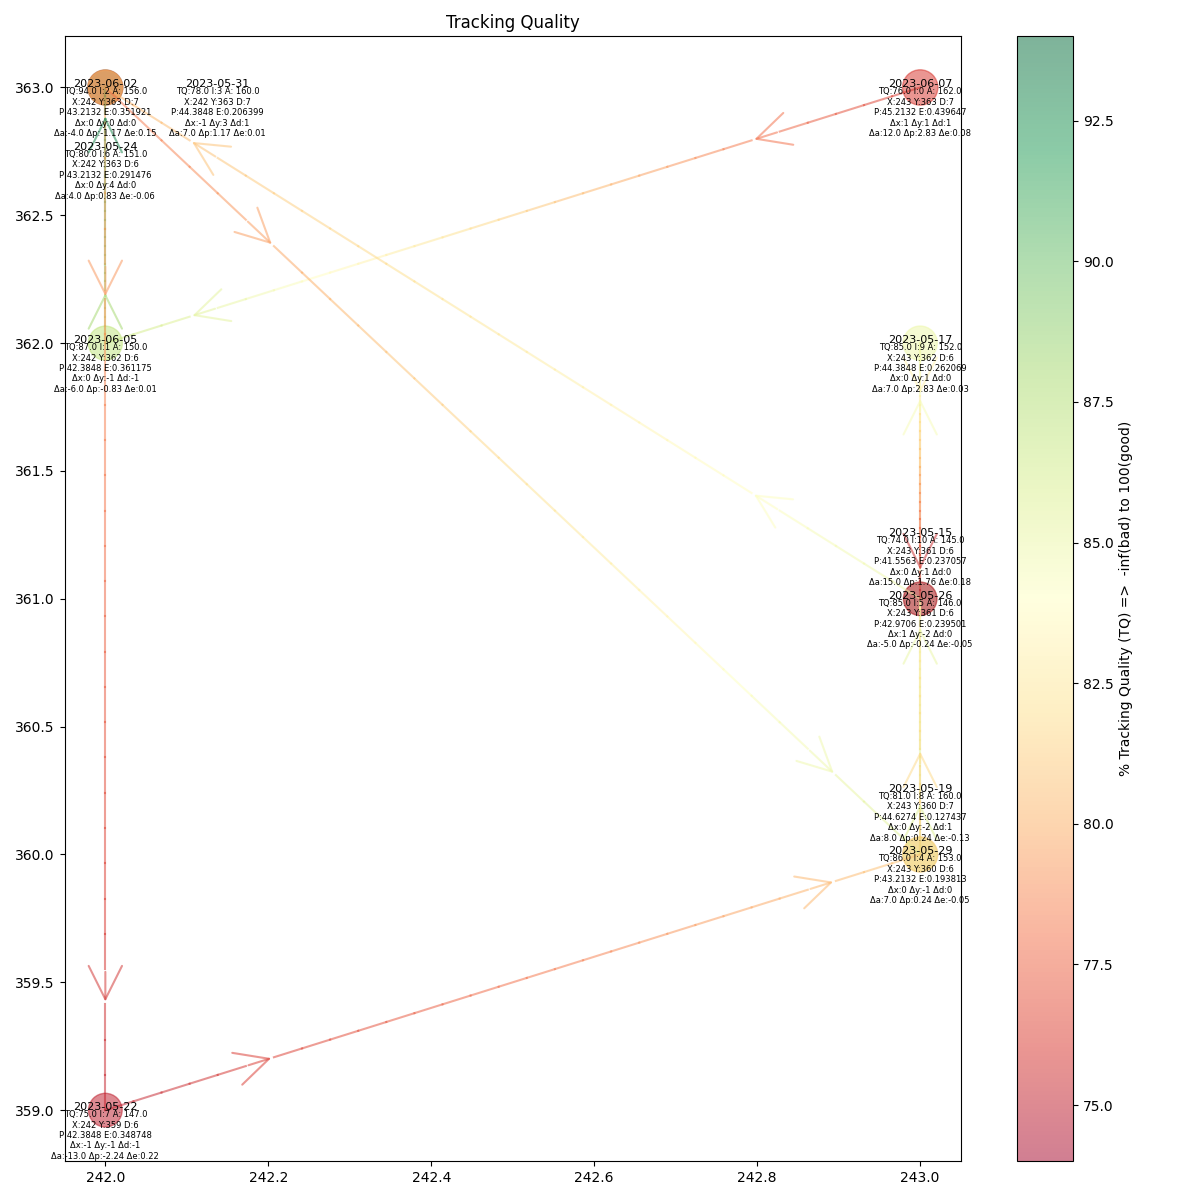 Tracking Quality
363.0
362.5
362.0
361.5
361.0
360.5
360.0
359.5
359.0
242.0
242.2
242.4
242.6
242.8
243.0
2023-06-02
TQ:94.0 I:2 A: 156.0
X:242 Y:363 D:7
P:43.2132 E:0.351921
Δx:0 Δy:0 Δd:0
Δa:-4.0 Δp:-1.17 Δe:0.15
2023-05-31
TQ:78.0 I:3 A: 160.0
X:242 Y:363 D:7
P:44.3848 E:0.206399
Δx:-1 Δy:3 Δd:1
Δa:7.0 Δp:1.17 Δe:0.01
2023-06-07
TQ:76.0 I:0 A: 162.0
X:243 Y:363 D:7
P:45.2132 E:0.439647
Δx:1 Δy:1 Δd:1
Δa:12.0 Δp:2.83 Δe:0.08
2023-05-24
TQ:80.0 I:6 A: 151.0
X:242 Y:363 D:6
P:43.2132 E:0.291476
Δx:0 Δy:4 Δd:0
Δa:4.0 Δp:0.83 Δe:-0.06
2023-06-05
TQ:87.0 I:1 A: 150.0
X:242 Y:362 D:6
P:42.3848 E:0.361175
Δx:0 Δy:-1 Δd:-1
Δa:-6.0 Δp:-0.83 Δe:0.01
2023-05-17
TQ:85.0 I:9 A: 152.0
X:243 Y:362 D:6
P:44.3848 E:0.262069
Δx:0 Δy:1 Δd:0
Δa:7.0 Δp:2.83 Δe:0.03
2023-05-15
TQ:74.0 I:10 A: 145.0
X:243 Y:361 D:6
P:41.5563 E:0.237057
Δx:0 Δy:1 Δd:0
Δa:15.0 Δp:1.76 Δe:0.18
2023-05-26
TQ:85.0 I:5 A: 146.0
X:243 Y:361 D:6
P:42.9706 E:0.239501
Δx:1 Δy:-2 Δd:0
Δa:-5.0 Δp:-0.24 Δe:-0.05
2023-05-19
TQ:81.0 I:8 A: 160.0
X:243 Y:360 D:7
P:44.6274 E:0.127437
Δx:0 Δy:-2 Δd:1
Δa:8.0 Δp:0.24 Δe:-0.13
2023-05-29
TQ:86.0 I:4 A: 153.0
X:243 Y:360 D:6
P:43.2132 E:0.193813
Δx:0 Δy:-1 Δd:0
Δa:7.0 Δp:0.24 Δe:-0.05
2023-05-22
TQ:75.0 I:7 A: 147.0
X:242 Y:359 D:6
P:42.3848 E:0.348748
Δx:-1 Δy:-1 Δd:-1
Δa:-13.0 Δp:-2.24 Δe:0.22
92.5
90.0
87.5
85.0
82.5
80.0
77.5
75.0
% Tracking Quality (TQ) =>  -inf(bad) to 100(good)